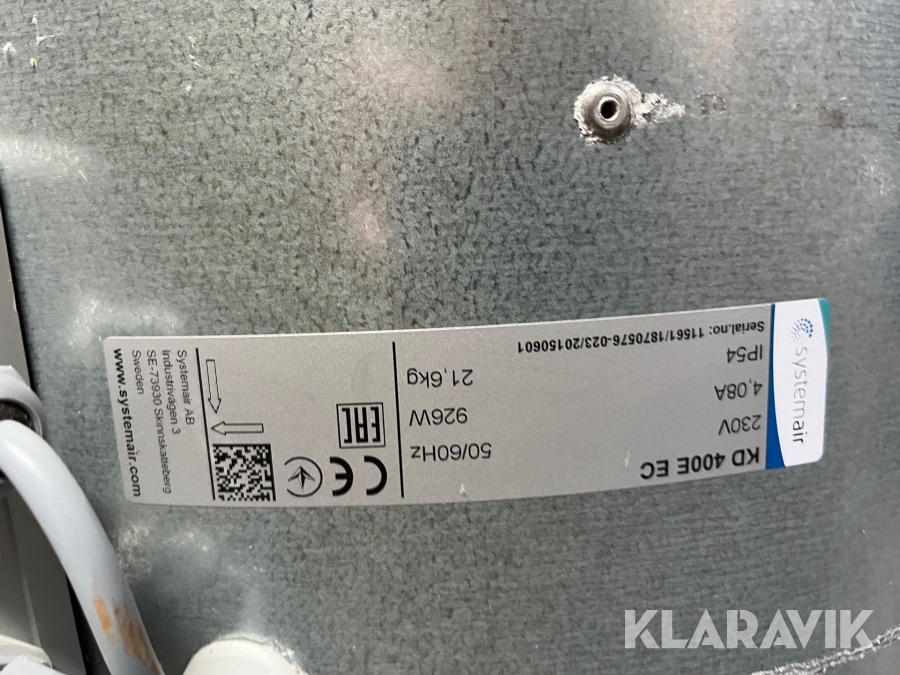 systemair
KD 400E EC
230V 50/60Hz
4,08A 926W
IP54 21,6kg
Serial.no: 11561/1870576-023/20150601
CE
EAC
Systemair AB
Industrivägen 3
SE-73930 Skinnskatteberg
Sweden
www.systemair.com
KLARAVIK